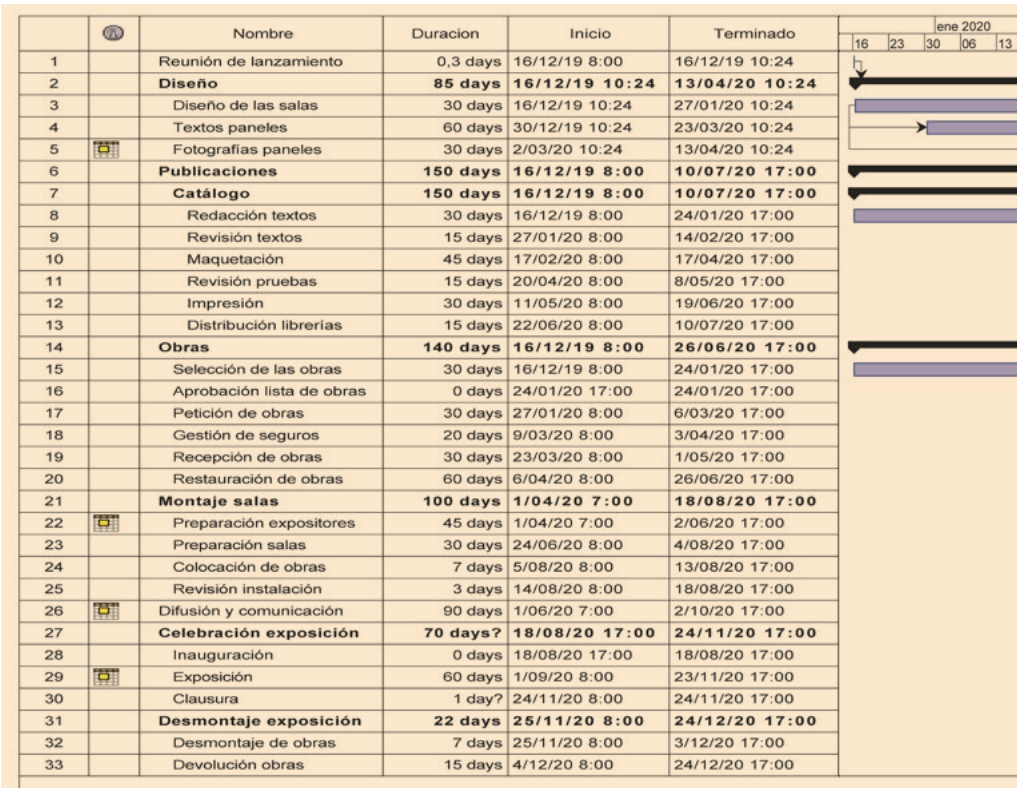 Nombre Duracion Inicio Terminado ene 2020
16 23 30 06 13
1 Reunión de lanzamiento 0,3 days 16/12/19 8:00 16/12/19 10:24
2 Diseño 85 days 16/12/19 10:24 13/04/20 10:24
3 Diseño de las salas 30 days 16/12/19 10:24 27/01/20 10:24
4 Textos paneles 60 days 30/12/19 10:24 23/03/20 10:24
5 Fotografías paneles 30 days 2/03/20 10:24 13/04/20 10:24
6 Publicaciones 150 days 16/12/19 8:00 10/07/20 17:00
7 Catálogo 150 days 16/12/19 8:00 10/07/20 17:00
8 Redacción textos 30 days 16/12/19 8:00 24/01/20 17:00
9 Revisión textos 15 days 27/01/20 8:00 14/02/20 17:00
10 Maquetación 45 days 17/02/20 8:00 17/04/20 17:00
11 Revisión pruebas 15 days 20/04/20 8:00 8/05/20 17:00
12 Impresión 30 days 11/05/20 8:00 19/06/20 17:00
13 Distribución librerías 15 days 22/06/20 8:00 10/07/20 17:00
14 Obras 140 days 16/12/19 8:00 26/06/20 17:00
15 Selección de las obras 30 days 16/12/19 8:00 24/01/20 17:00
16 Aprobación lista de obras 0 days 24/01/20 17:00 24/01/20 17:00
17 Petición de obras 30 days 27/01/20 8:00 6/03/20 17:00
18 Gestión de seguros 20 days 9/03/20 8:00 3/04/20 17:00
19 Recepción de obras 30 days 23/03/20 8:00 1/05/20 17:00
20 Restauración de obras 60 days 6/04/20 8:00 26/06/20 17:00
21 Montaje salas 100 days 1/04/20 7:00 18/08/20 17:00
22 Preparación expositores 45 days 1/04/20 7:00 2/06/20 17:00
23 Preparación salas 30 days 24/06/20 8:00 4/08/20 17:00
24 Colocación de obras 7 days 5/08/20 8:00 13/08/20 17:00
25 Revisión instalación 3 days 14/08/20 8:00 18/08/20 17:00
26 Difusión y comunicación 90 days 1/06/20 7:00 2/10/20 17:00
27 Celebración exposición 70 days? 18/08/20 17:00 24/11/20 17:00
28 Inauguración 0 days 18/08/20 17:00 18/08/20 17:00
29 Exposición 60 days 1/09/20 8:00 23/11/20 17:00
30 Clausura 1 day? 24/11/20 8:00 24/11/20 17:00
31 Desmontaje exposición 22 days 25/11/20 8:00 24/12/20 17:00
32 Desmontaje de obras 7 days 25/11/20 8:00 3/12/20 17:00
33 Devolución obras 15 days 4/12/20 8:00 24/12/20 17:00